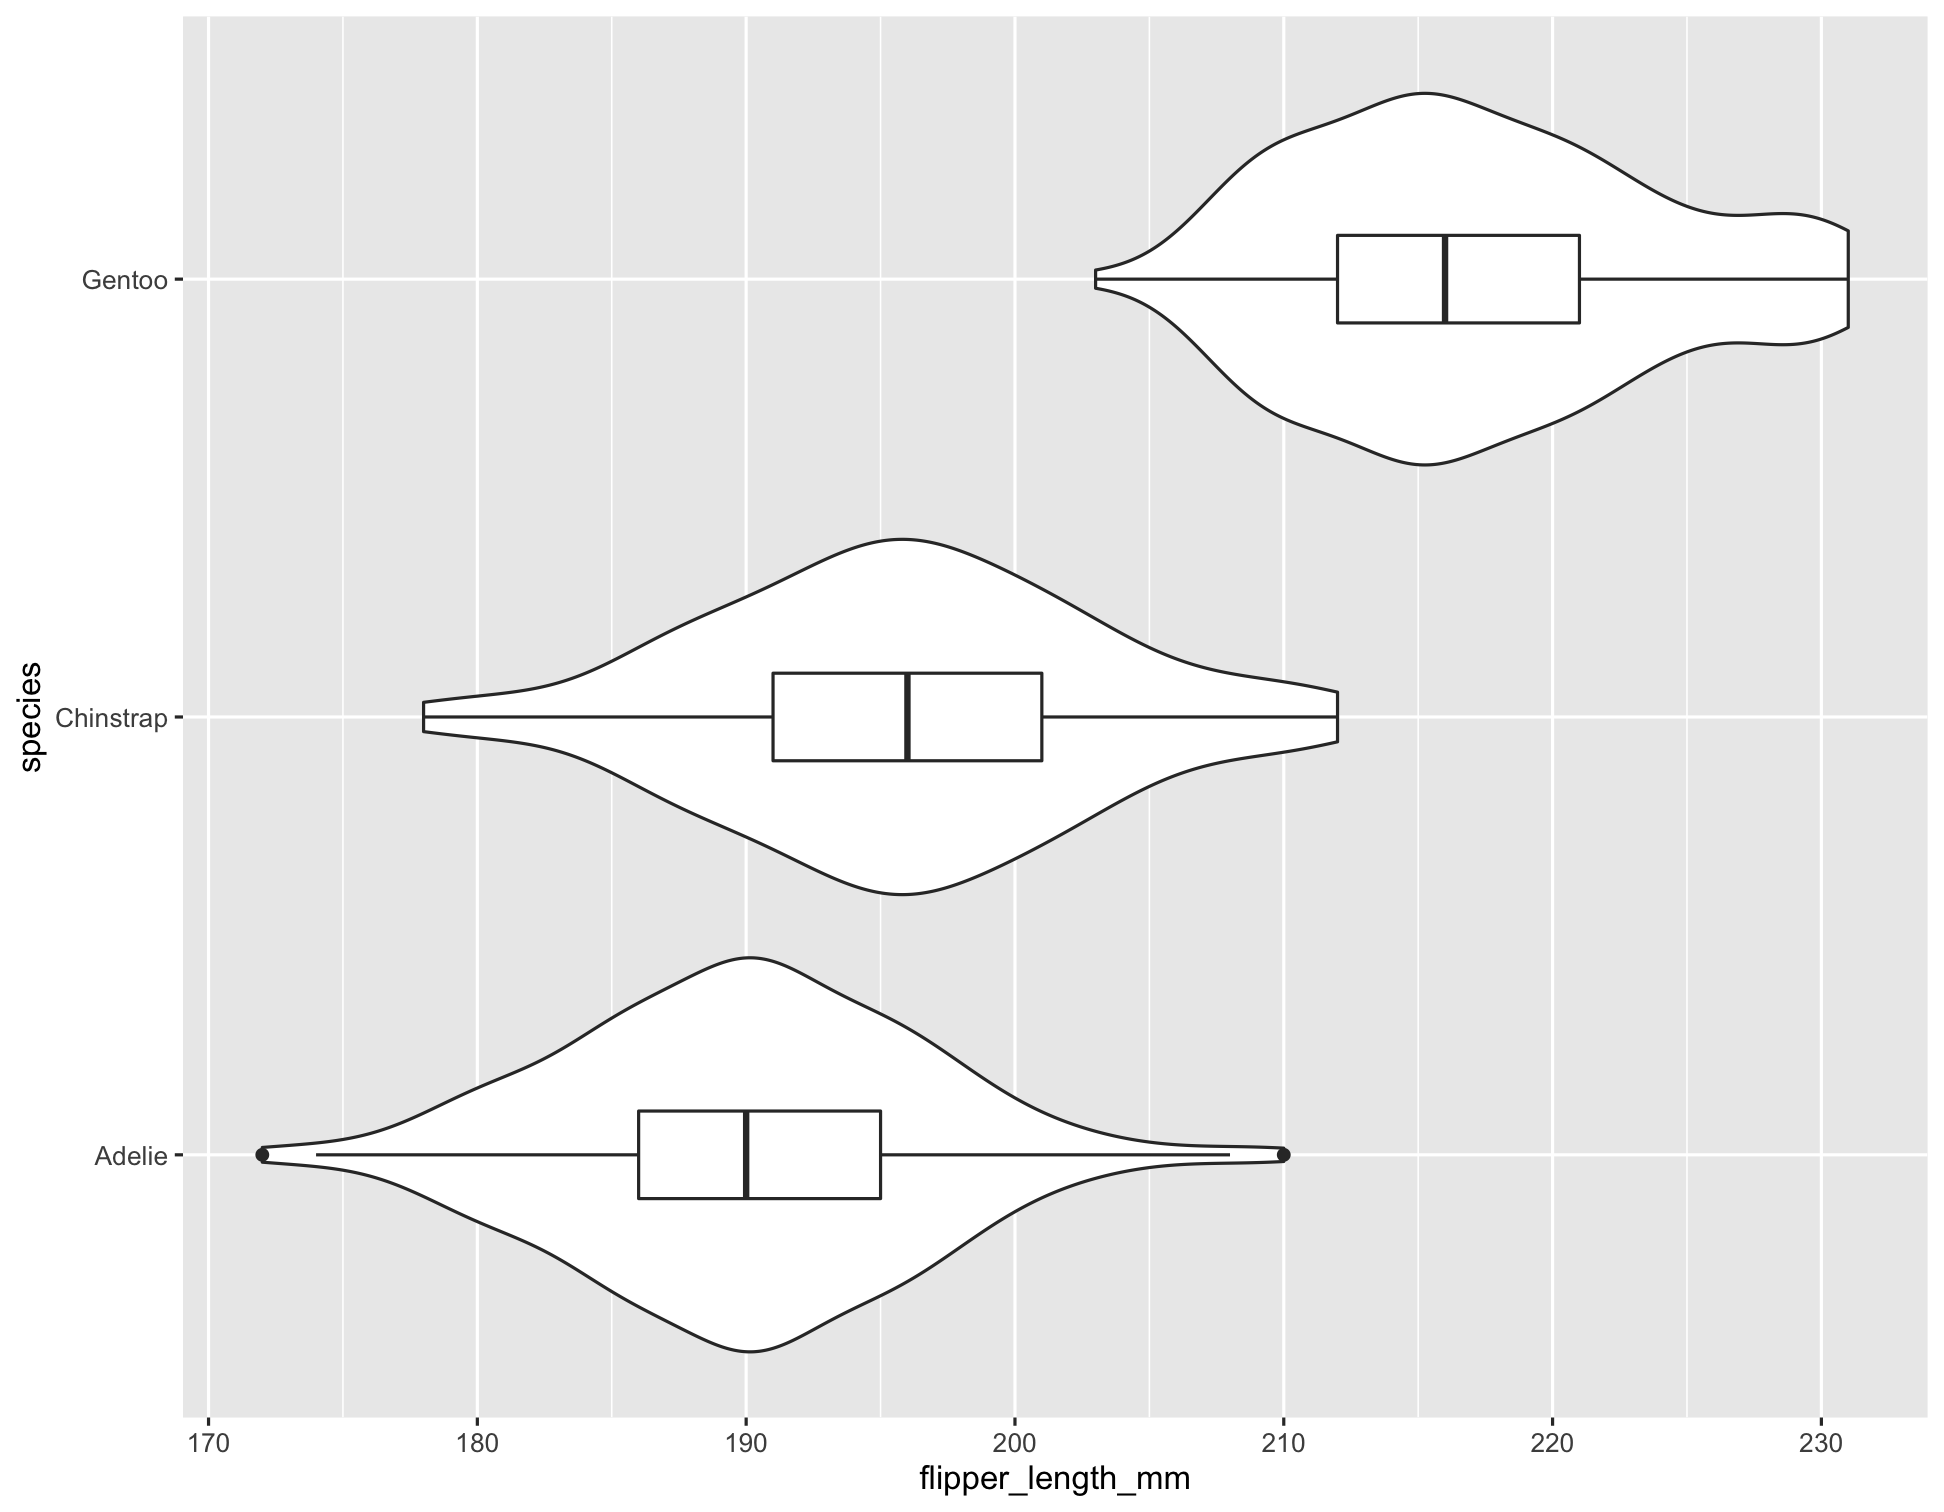 Gentoo
Chinstrap
Adelie
species
170 180 190 200 210 220 230
flipper_length_mm